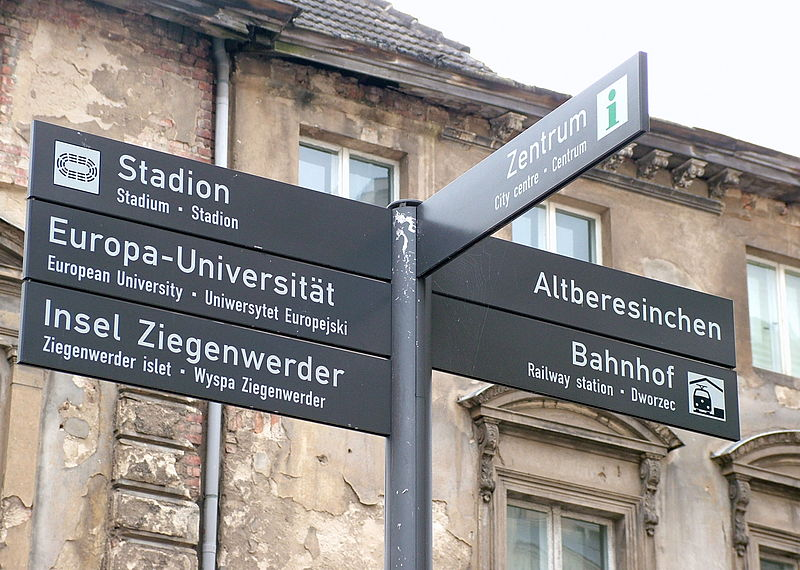 Stadion
Stadium • Stadion
Europa-Universität
European University • Uniwersytet Europejski
Insel Ziegenwerder
Ziegenwerder islet • Wyspa Ziegenwerder
Zentrum
City centre • Centrum
i
Altberesinchen
Bahnhof
Railway station • Dworzec